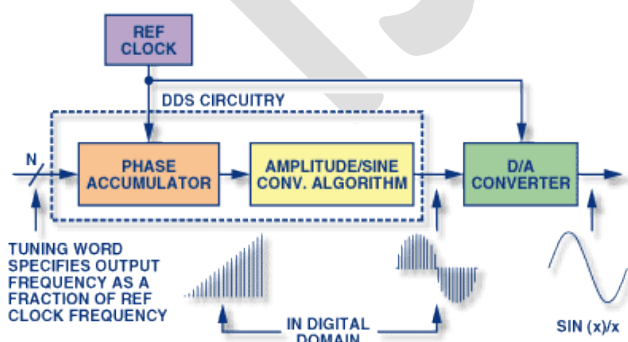 REF
CLOCK
DDS CIRCUITRY
N
PHASE
ACCUMULATOR
AMPLITUDE/SINE
CONV. ALGORITHM
D/A
CONVERTER
TUNING WORD
SPECIFIES OUTPUT
FREQUENCY AS A
FRACTION OF REF
CLOCK FREQUENCY
IN DIGITAL
DOMAIN
SIN (x)/x